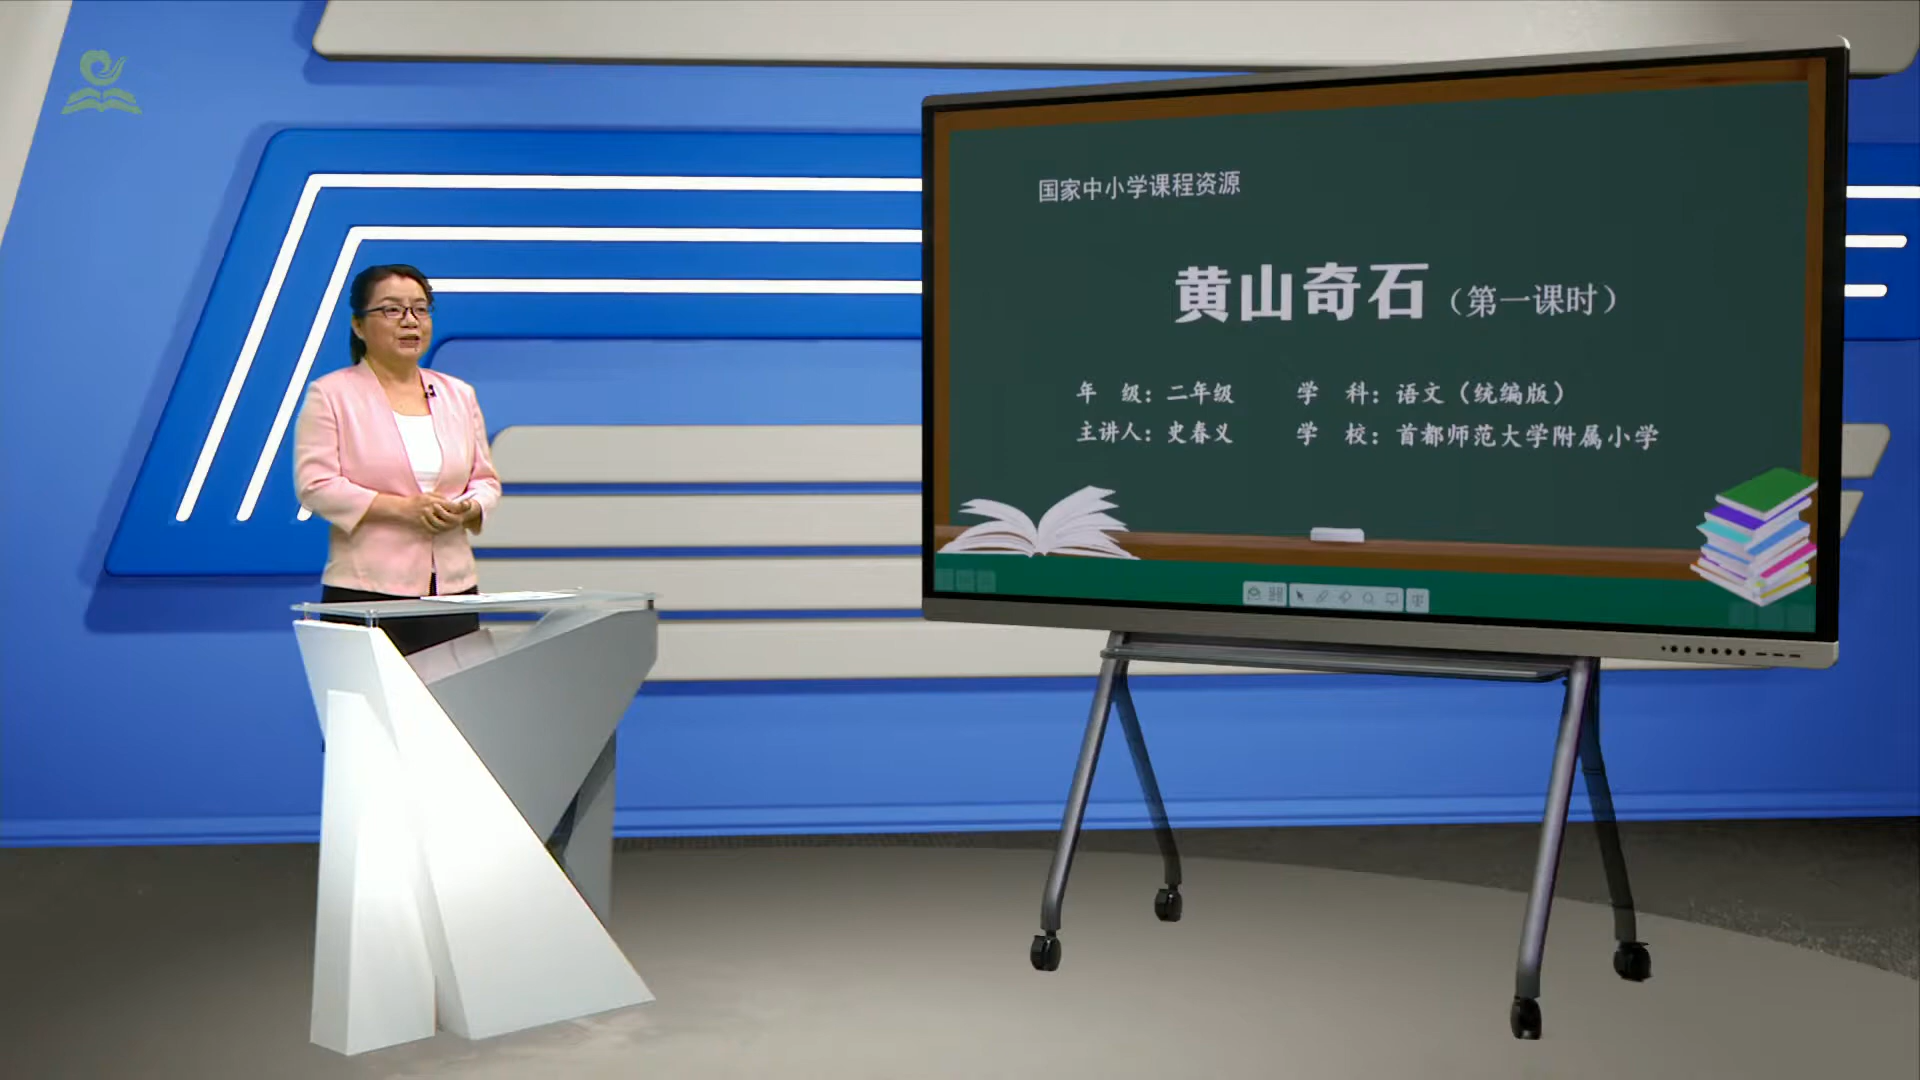 国家中小学课程资源
黄山奇石（第一课时）
年 级：二年级 学 科：语文（统编版）
主讲人：史春义 学 校：首都师范大学附属小学